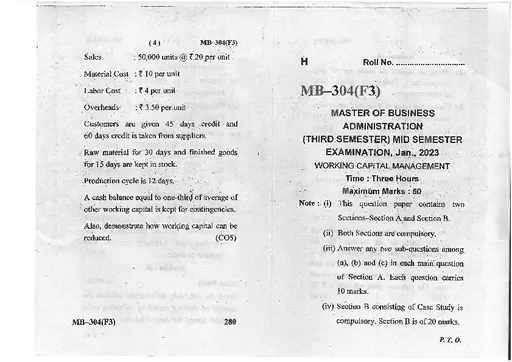 ( 4 ) MB–304(F3)
Sales : 50,000 units @ ₹ 20 per unit
Material Cost : ₹ 10 per unit
Labor Cost : ₹ 4 per unit
Overheads : ₹ 3.50 per unit
Customers are given 45 days credit and
60 days credit is taken from suppliers.
Raw material for 30 days and finished goods
for 15 days are kept in stock.
Production cycle is 12 days.
A cash balance equal to one-third of average of
other working capital is kept for contingencies.
Also, demonstrate how working capital can be
reduced. (CO5)
MB–304(F3) 280
H Roll No. ..............................
MB–304(F3)
MASTER OF BUSINESS
ADMINISTRATION
(THIRD SEMESTER) MID SEMESTER
EXAMINATION, Jan., 2023
WORKING CAPITAL MANAGEMENT
Time : Three Hours
Maximum Marks : 50
Note : (i) This question paper contains two
Sections–Section A and Section B.
(ii) Both Sections are compulsory.
(iii) Answer any two sub-questions among
(a), (b) and (c) in each main question
of Section A. Each question carries
10 marks.
(iv) Section B consisting of Case Study is
compulsory. Section B is of 20 marks.
P. T. O.